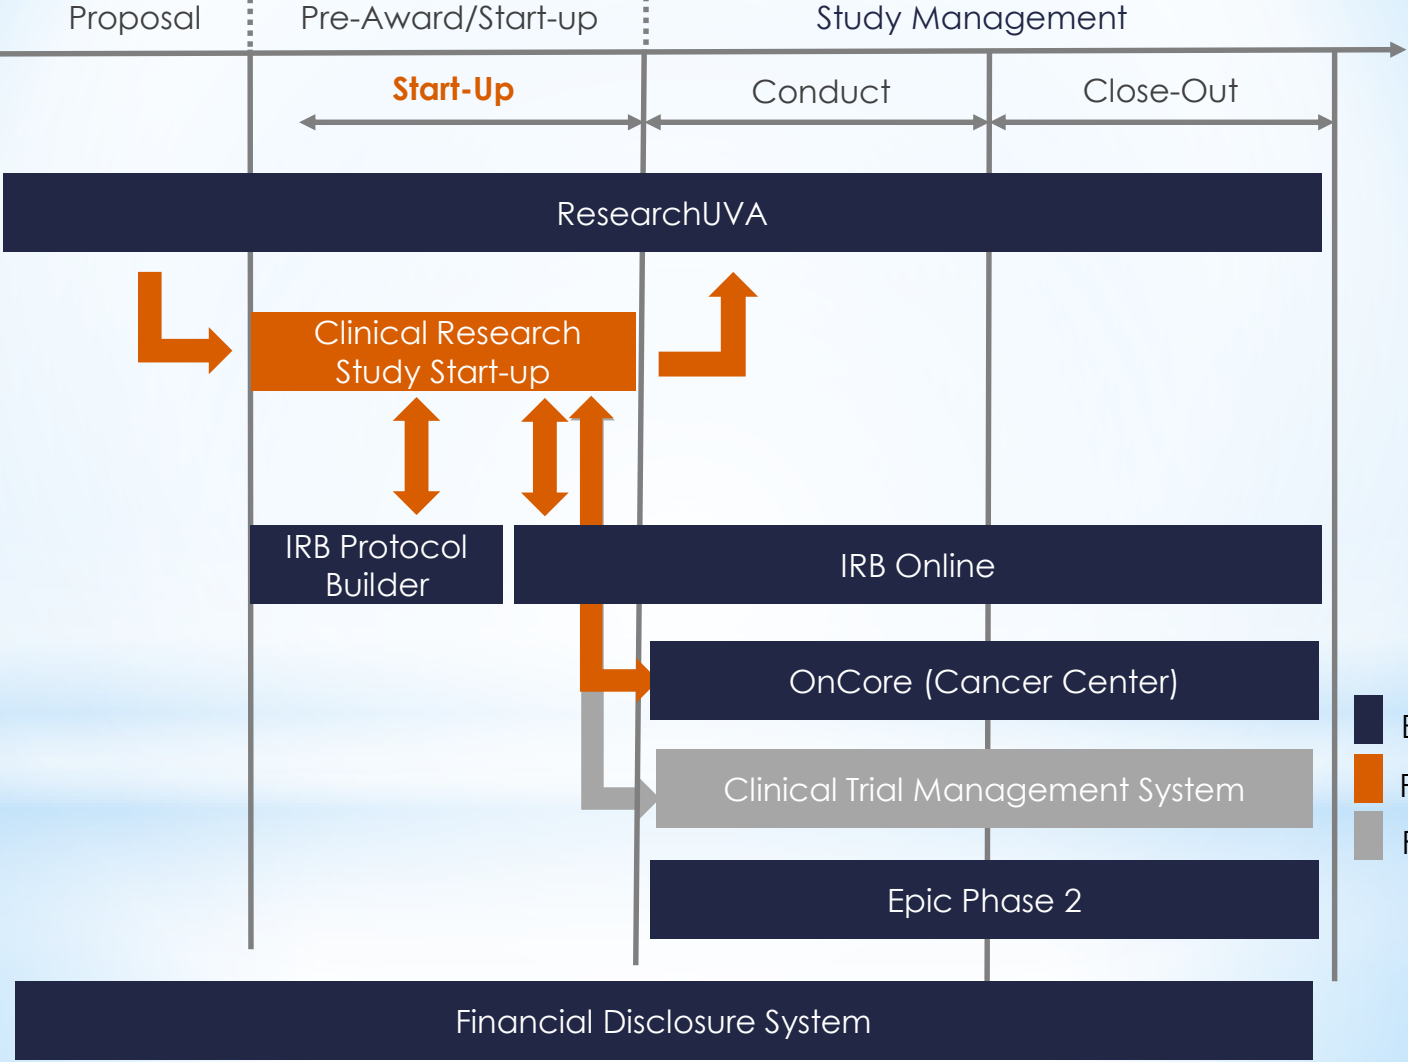 Proposal
Pre-Award/Start-up
Study Management
Start-Up
Conduct
Close-Out
ResearchUVA
Clinical Research
Study Start-up
IRB Protocol
Builder
IRB Online
OnCore (Cancer Center)
Clinical Trial Management System
Epic Phase 2
Financial Disclosure System